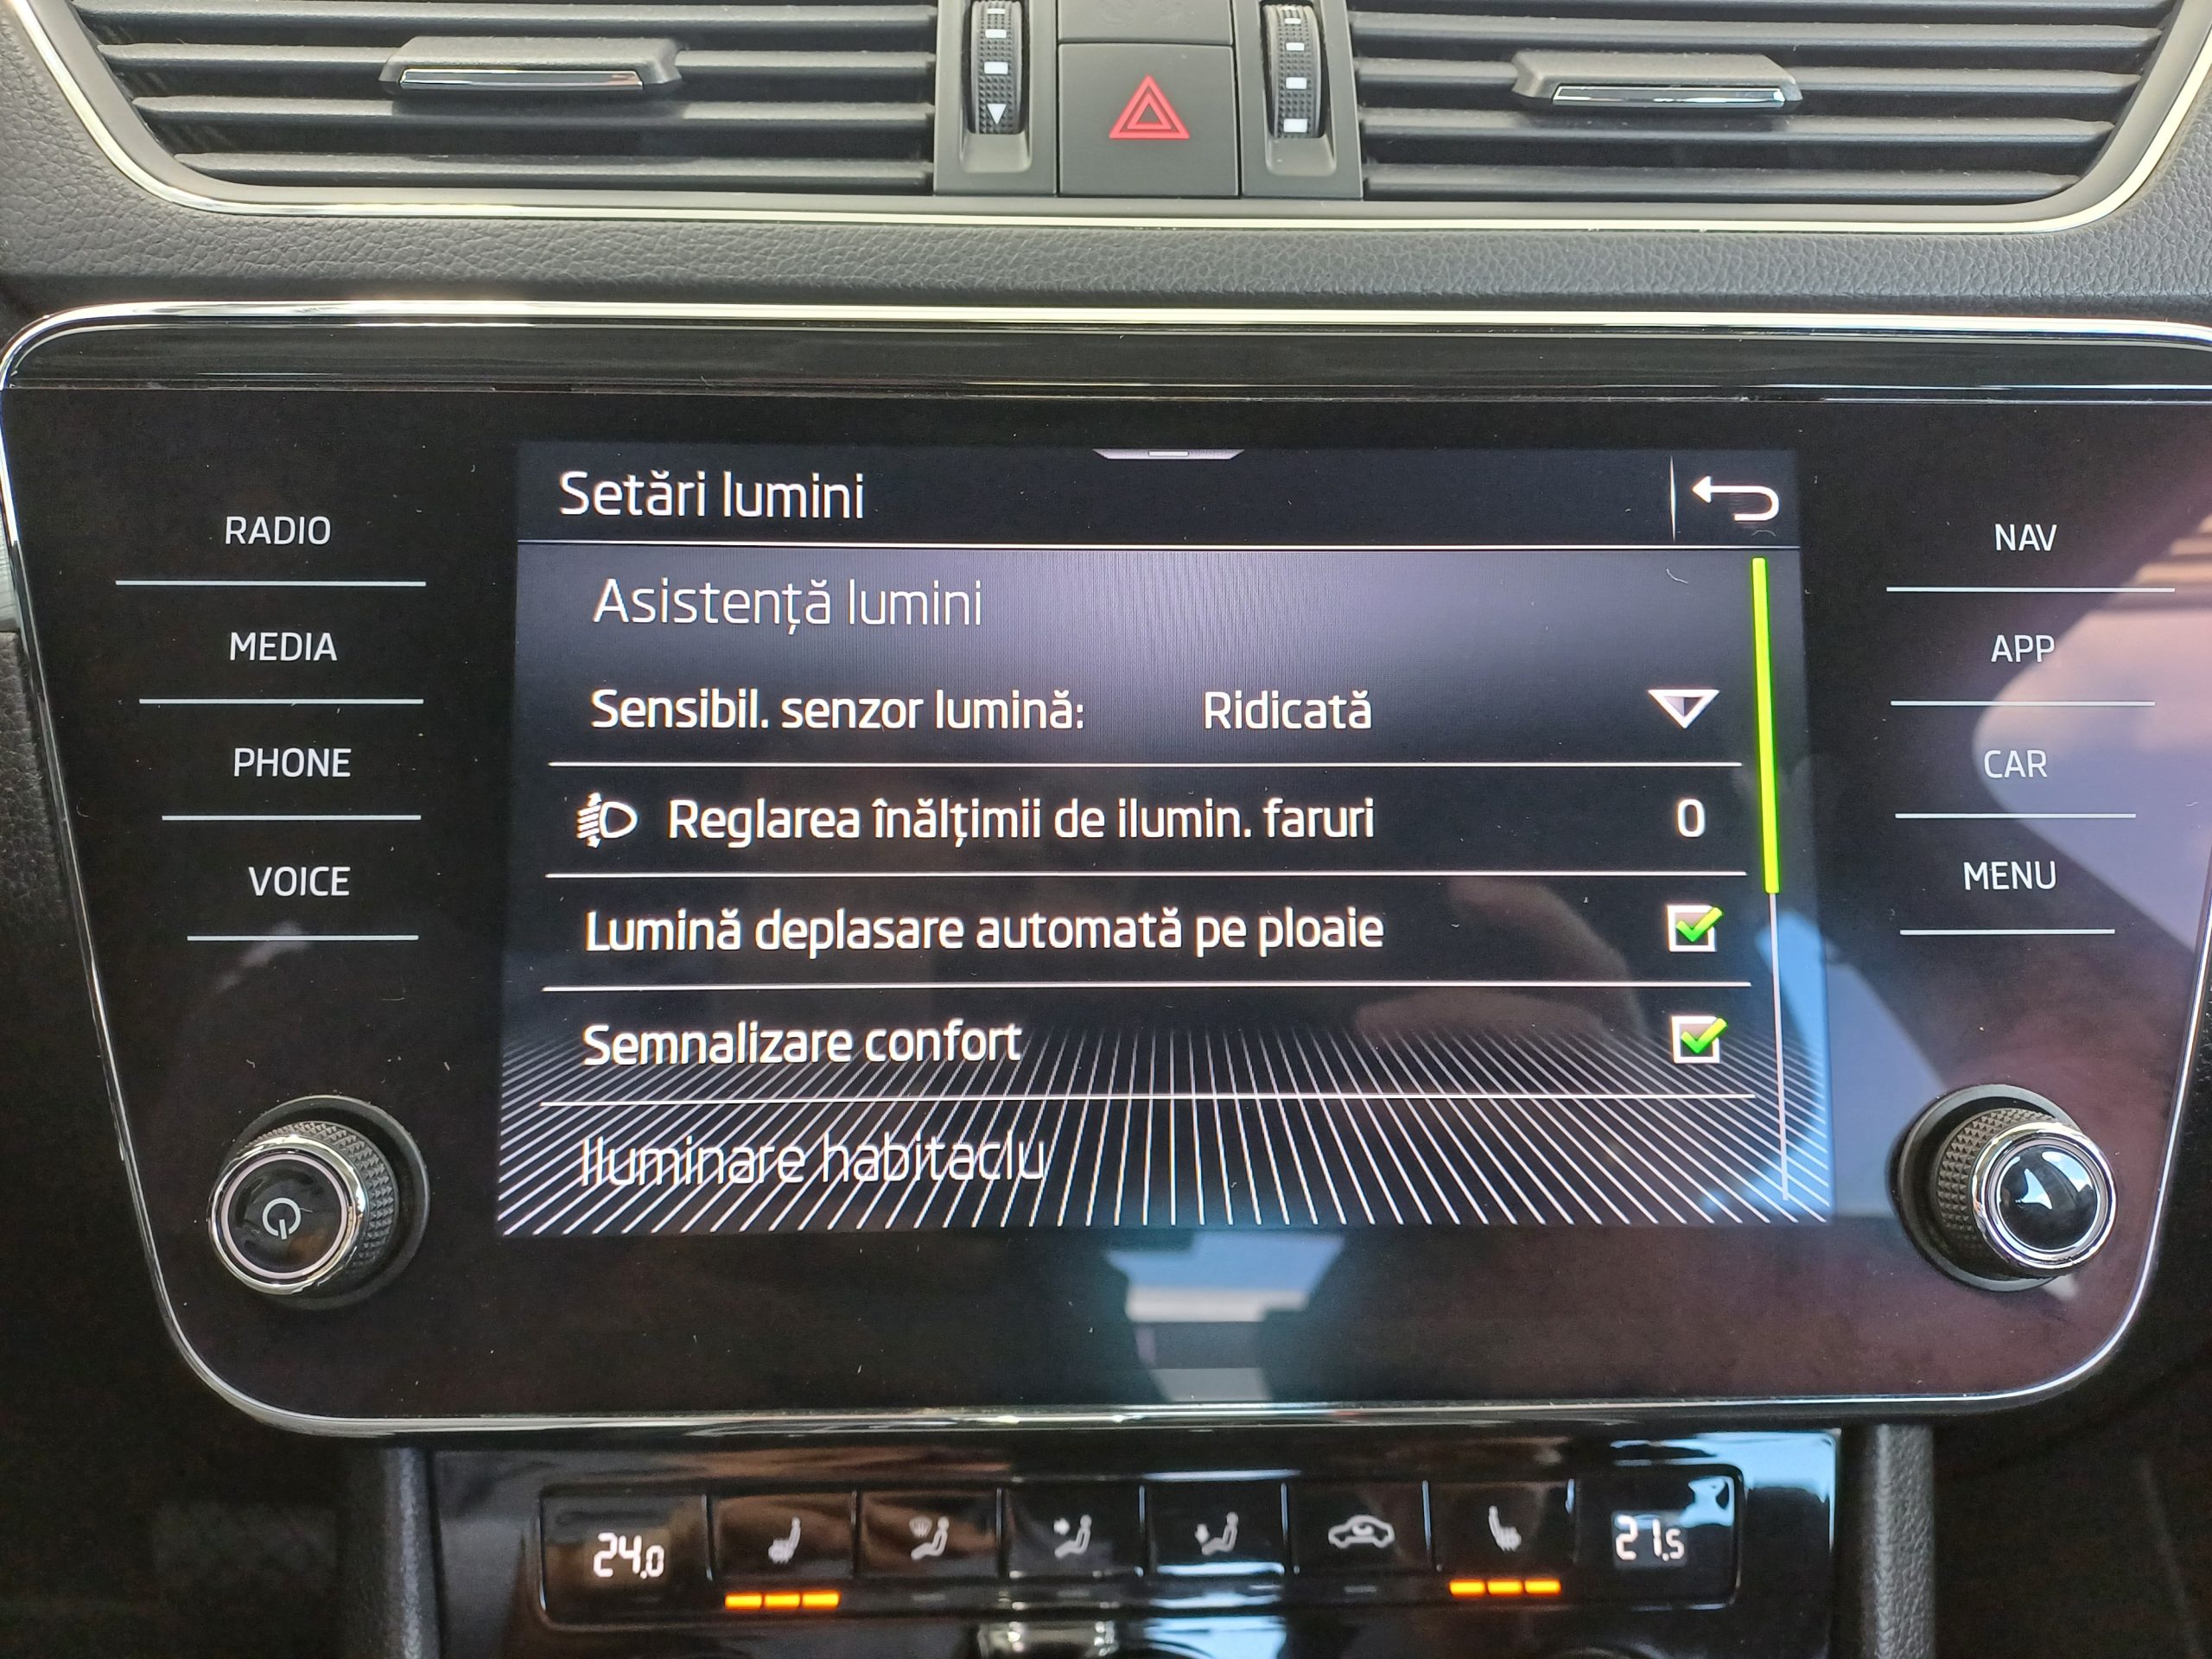 Setări lumini
RADIO
MEDIA
PHONE
VOICE
Asistență lumini
Sensibil. senzor lumină: Ridicată
Reglarea înălțimii de ilumin. faruri 0
Lumină deplasare automată pe ploaie
Semnalizare confort
Iluminare habitaclu
NAV
APP
CAR
MENU
24.0
21.5